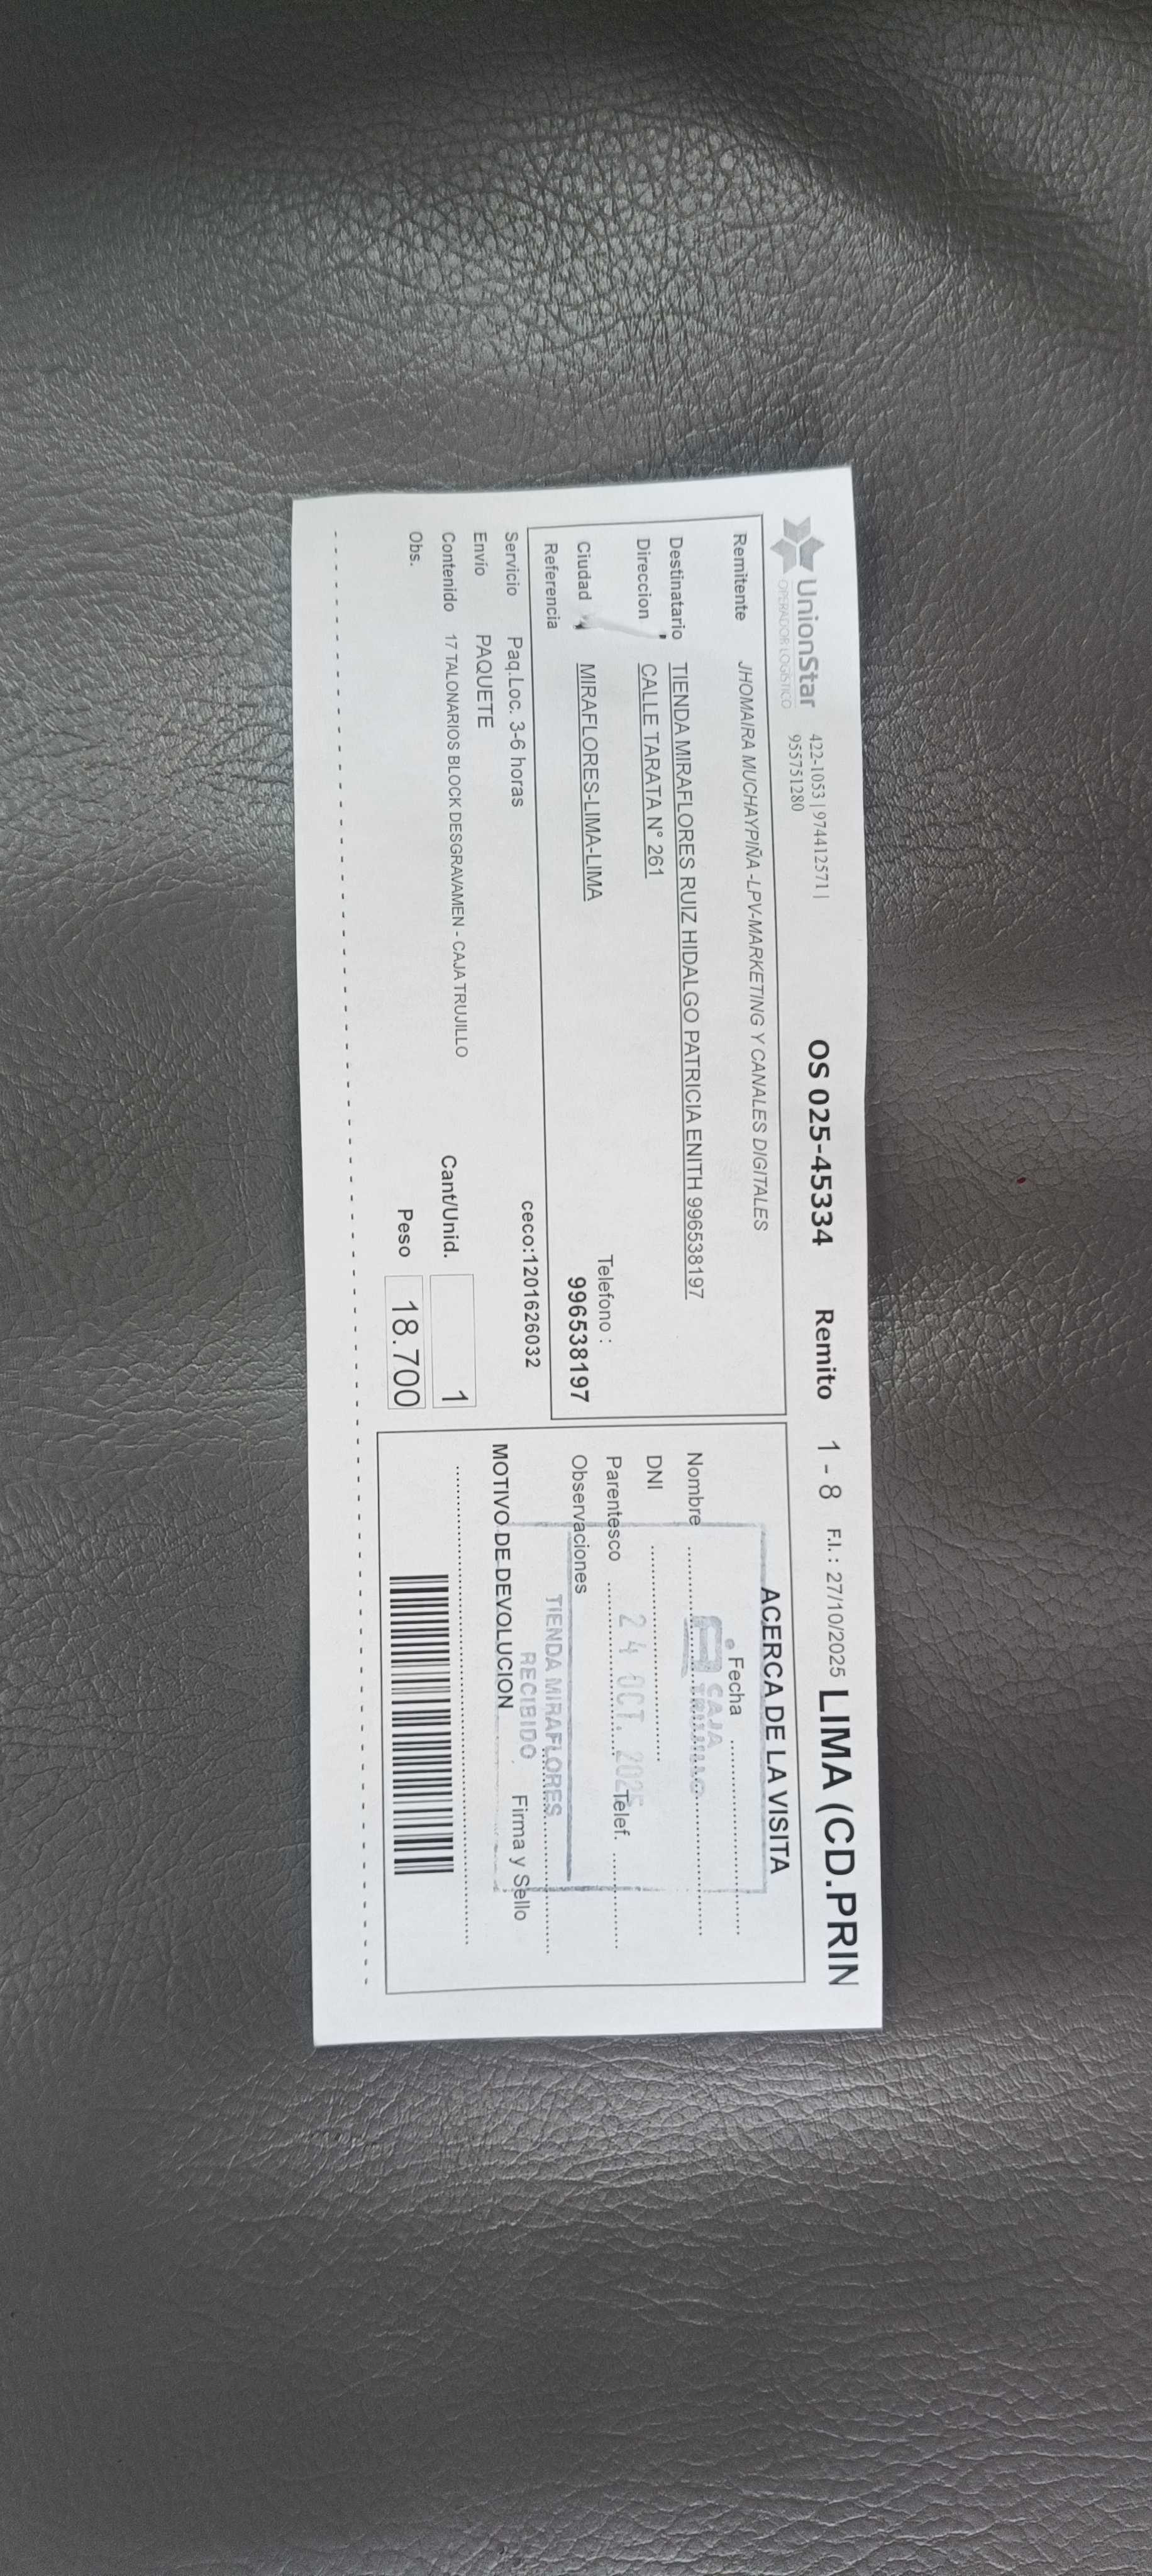 UnionStar
OPERADOR LOGÍSTICO
422-1053 | 974412571 |
955751280
OS 025-45334 Remito 1 - 8 F.I. : 27/10/2025 LIMA (CD.PRIN
Remitente JHOMAIRA MUCHAYPIÑA -LPV-MARKETING Y CANALES DIGITALES
Destinatario TIENDA MIRAFLORES RUIZ HIDALGO PATRICIA ENITH 996538197
Direccion CALLE TARATA N° 261
Ciudad MIRAFLORES-LIMA-LIMA
Telefono :
996538197
Referencia
Servicio Paq.Loc. 3-6 horas
ceco:1201626032
Envio PAQUETE
Contenido 17 TALONARIOS BLOCK DESGRAVAMEN - CAJA TRUJILLO
Cant/Unid. 1
Obs.
Peso 18.700
ACERCA DE LA VISITA
Fecha
Nombre
DNI
Parentesco
Telef.
Observaciones
MOTIVO DE DEVOLUCION
Firma y Sello
CAJA
TRUJILLO
24 OCT. 2025
TIENDA MIRAFLORES
RECIBIDO